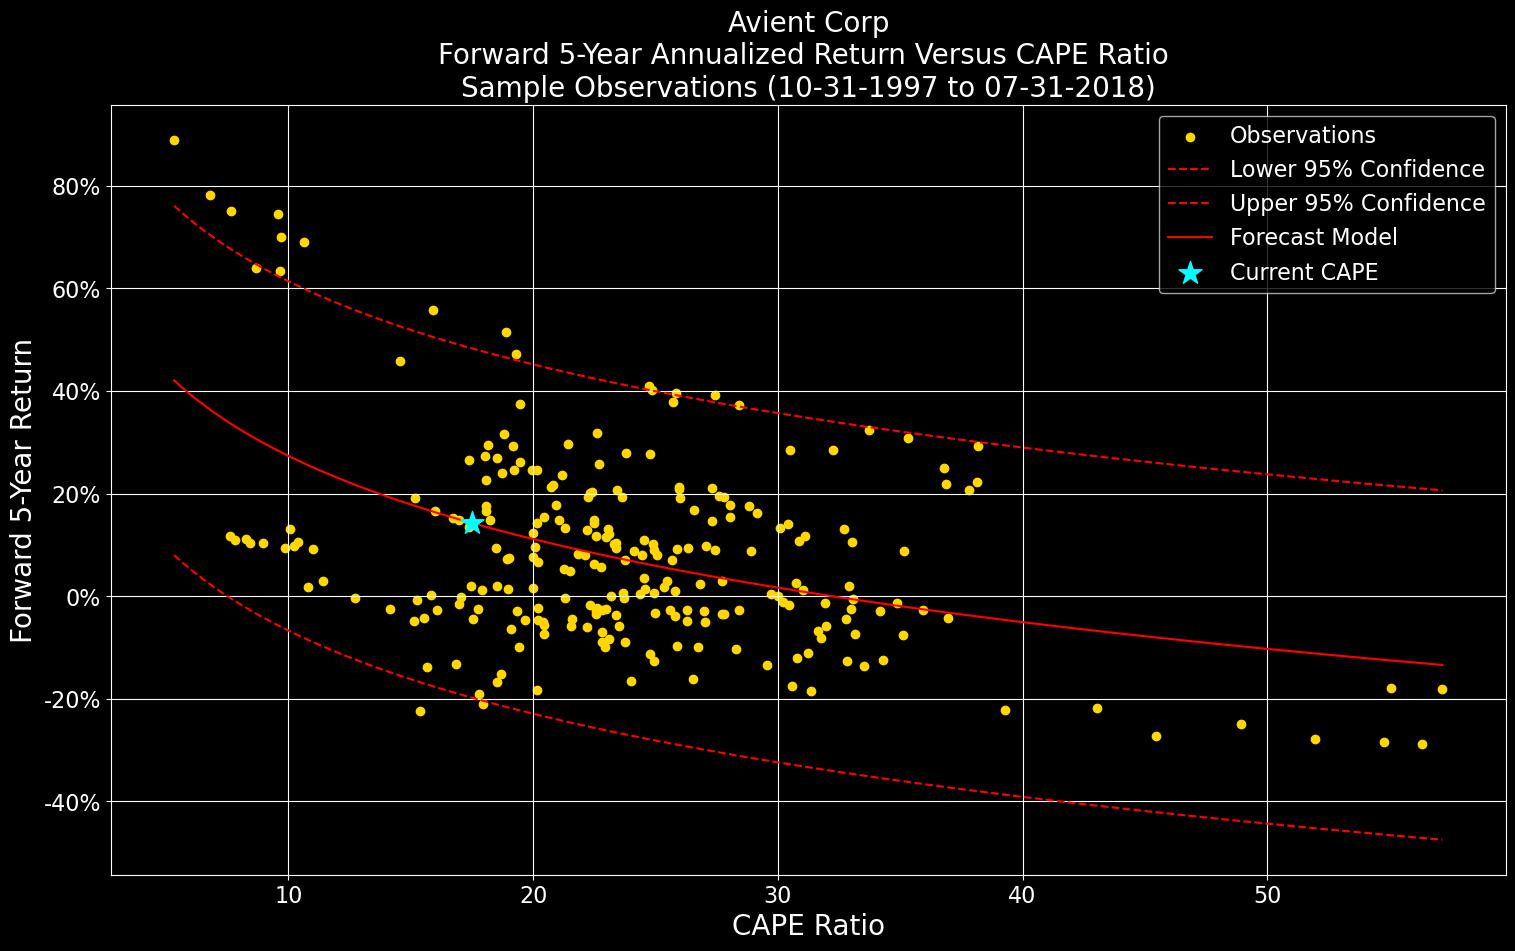 Avient Corp
Forward 5-Year Annualized Return Versus CAPE Ratio
Sample Observations (10-31-1997 to 07-31-2018)
Observations
Lower 95% Confidence
Upper 95% Confidence
Forecast Model
Current CAPE
Forward 5-Year Return
80%
60%
40%
20%
0%
-20%
-40%
10 20 30 40 50
CAPE Ratio